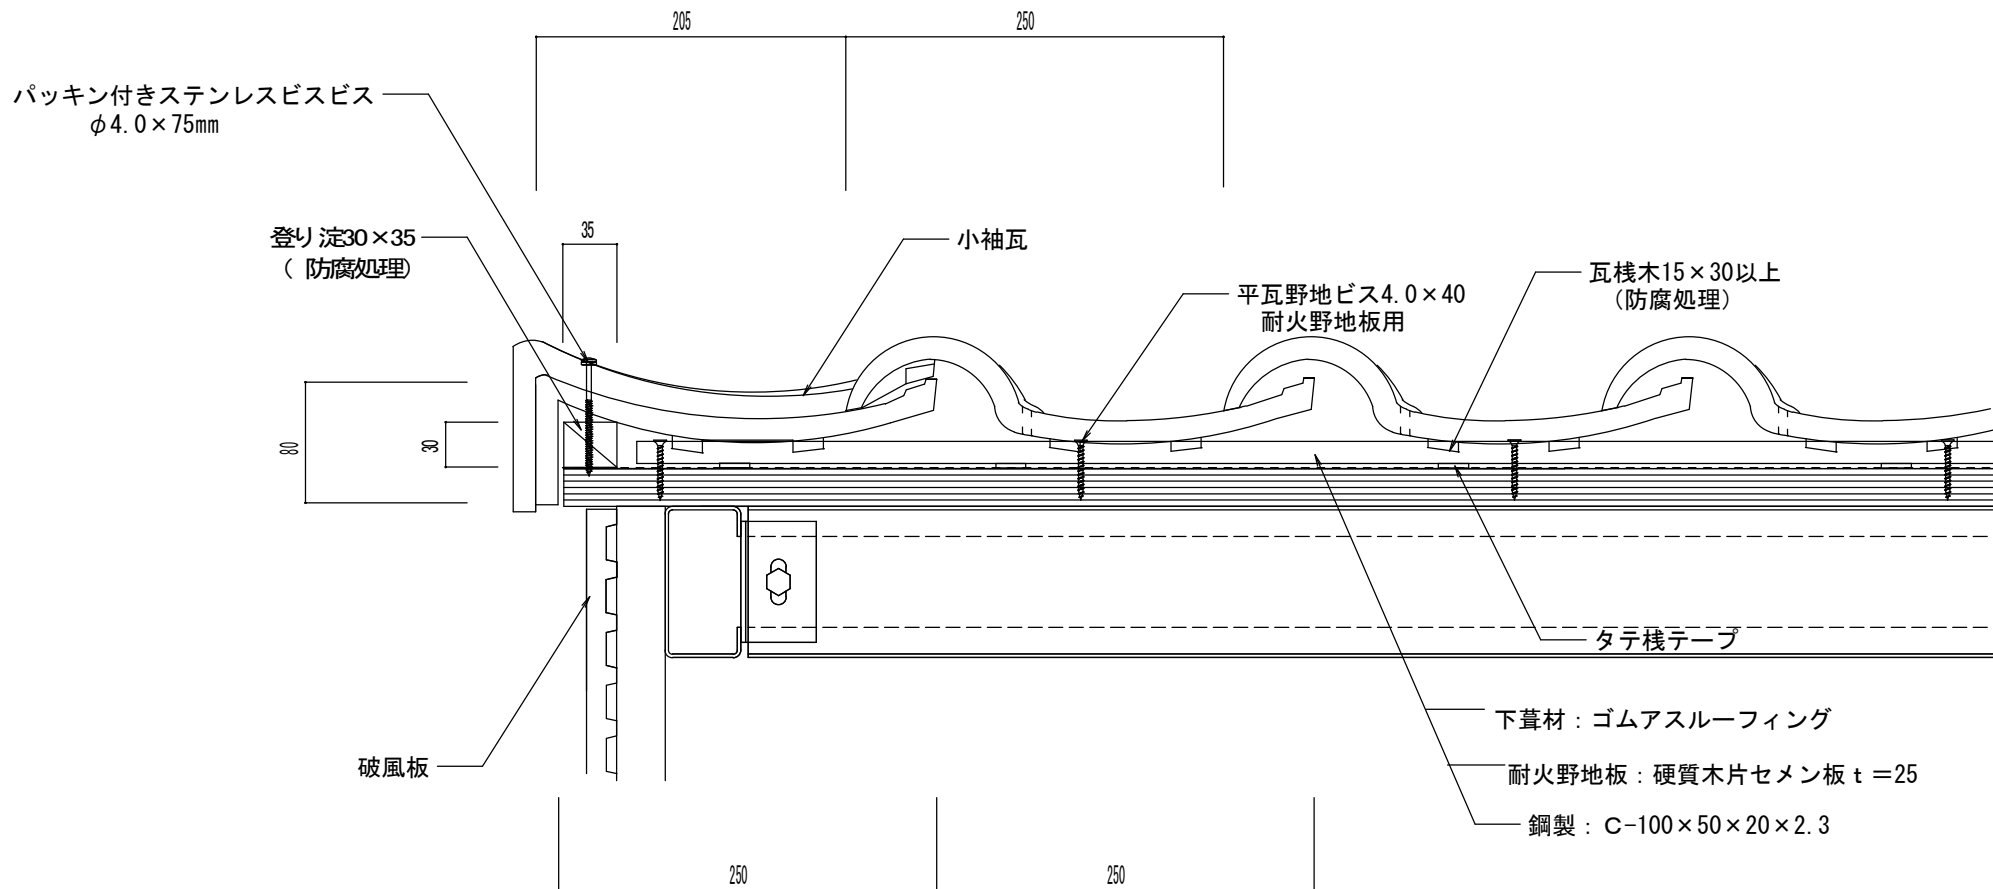 205
250
パッキン付きステンレスビスビス
φ4.0×75mm
登り淀30×35
（ 防腐処理）
35
小袖瓦
平瓦野地ビス4.0×40
耐火野地板用
瓦桟木15×30以上
（防腐処理）
80
30
タテ桟テープ
下葺材：ゴムアスルーフィング
破風板
耐火野地板：硬質木片セメン板ｔ＝25
鋼製：Ｃ-100×50×20×2.3
250
250